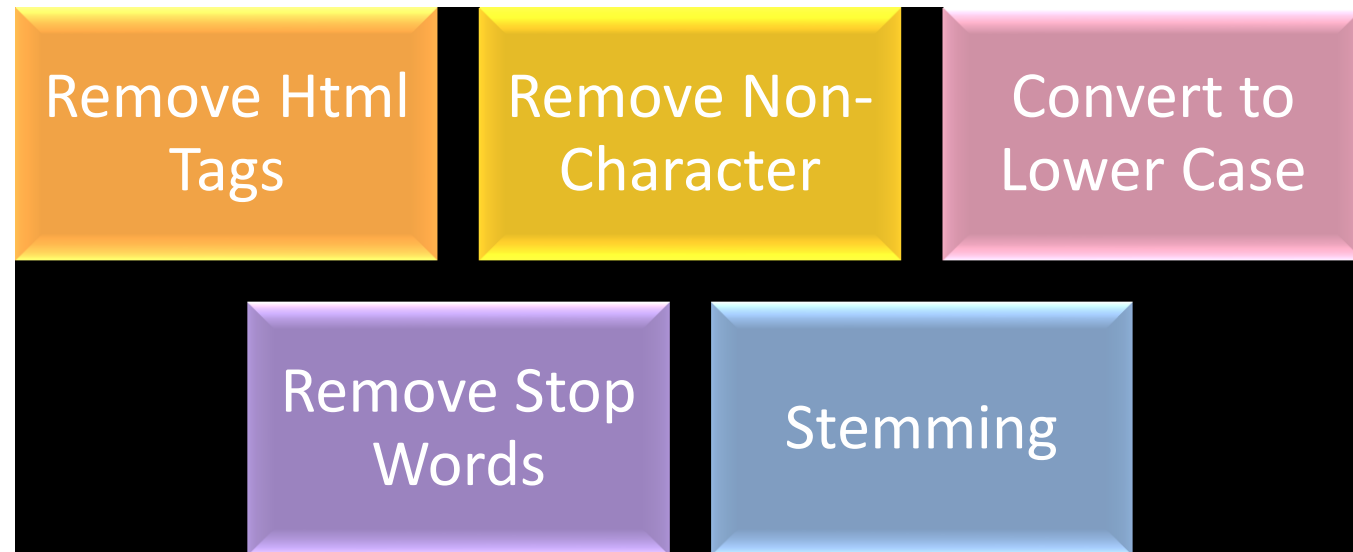 Remove Html
Tags
Remove Non-
Character
Convert to
Lower Case
Remove Stop
Words
Stemming